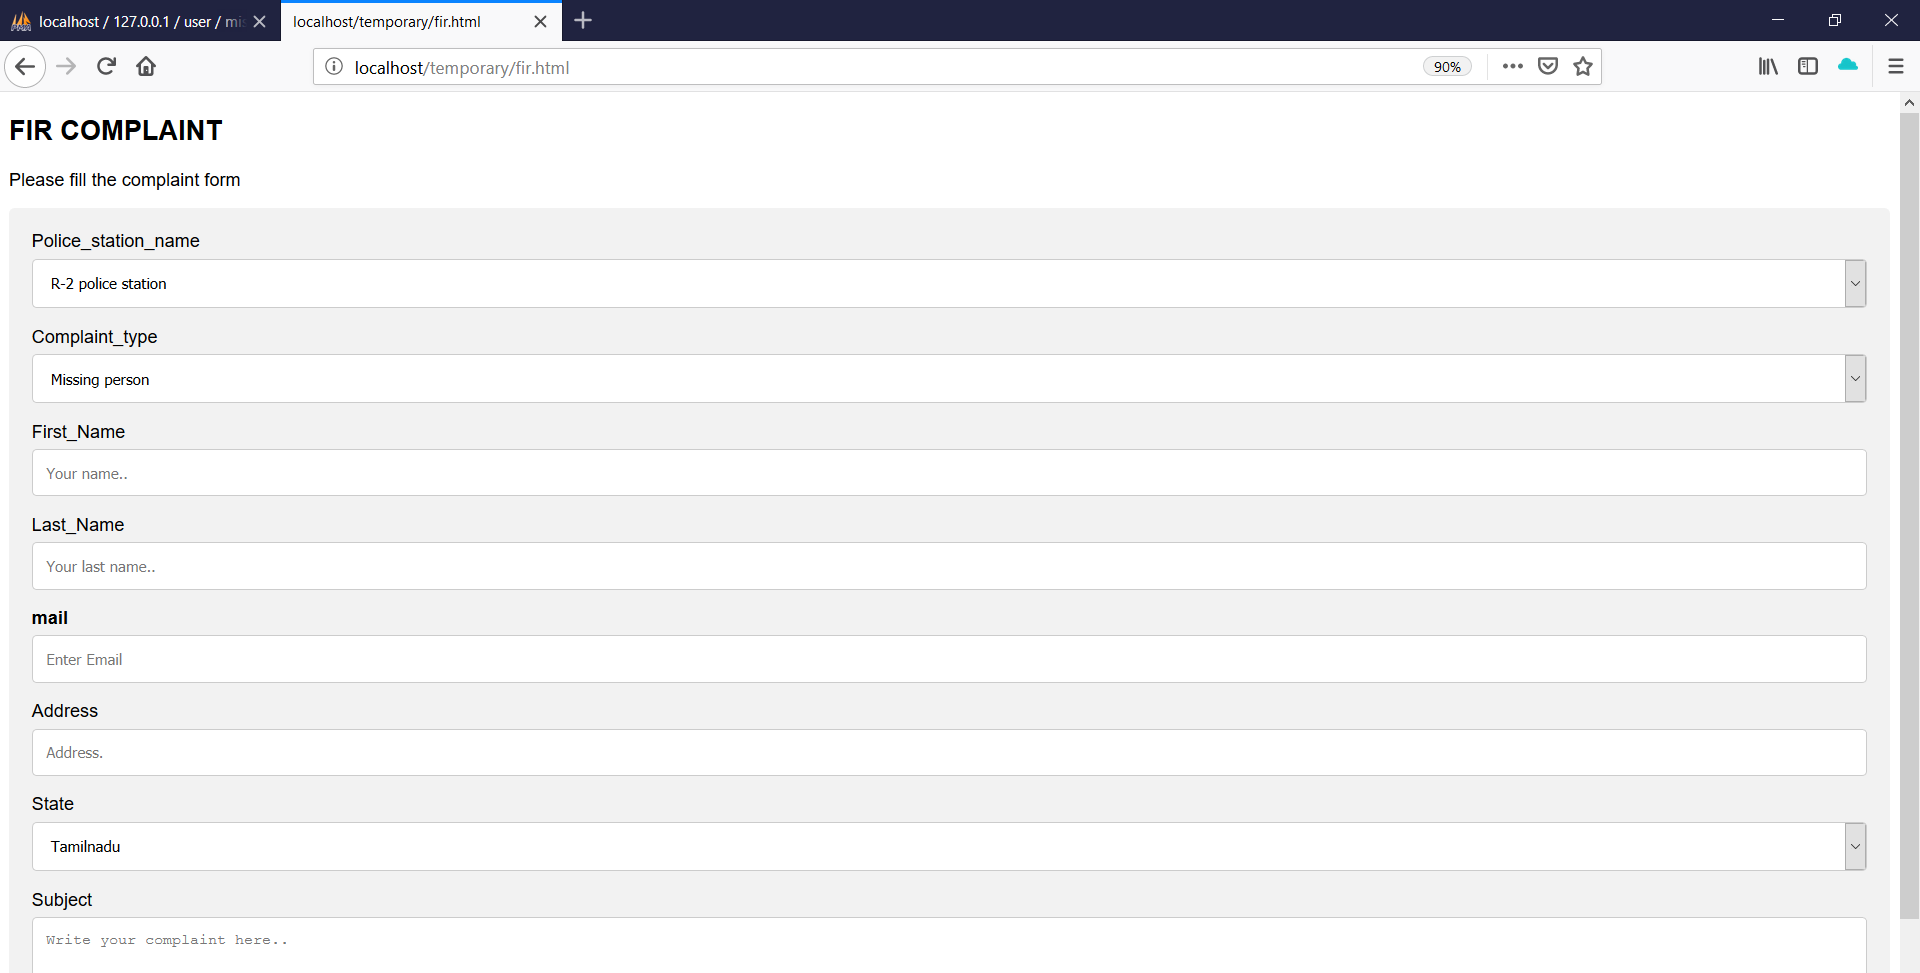 localhost / 127.0.0.1 / user / mis
localhost/temporary/fir.html
localhost/temporary/fir.html
90%
FIR COMPLAINT
Please fill the complaint form
Police_station_name
R-2 police station
Complaint_type
Missing person
First_Name
Your name..
Last_Name
Your last name..
mail
Enter Email
Address
Address.
State
Tamilnadu
Subject
Write your complaint here..